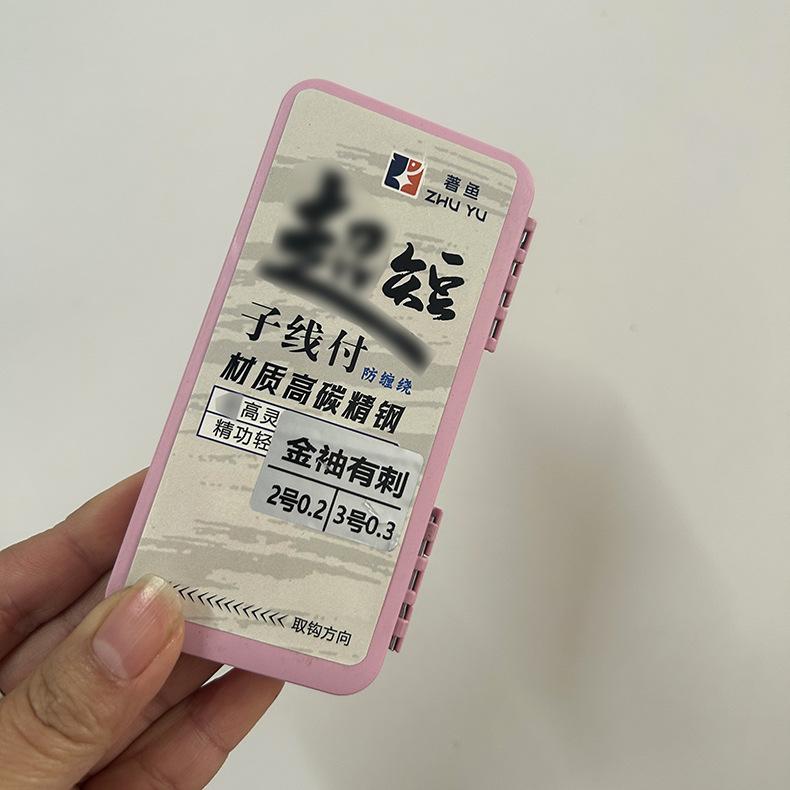 著鱼
ZHU YU
短
子线付
防缠绕
材质高碳精钢
高灵
精功轻
金袖有刺
2号0.2 3号0.3
取钩方向